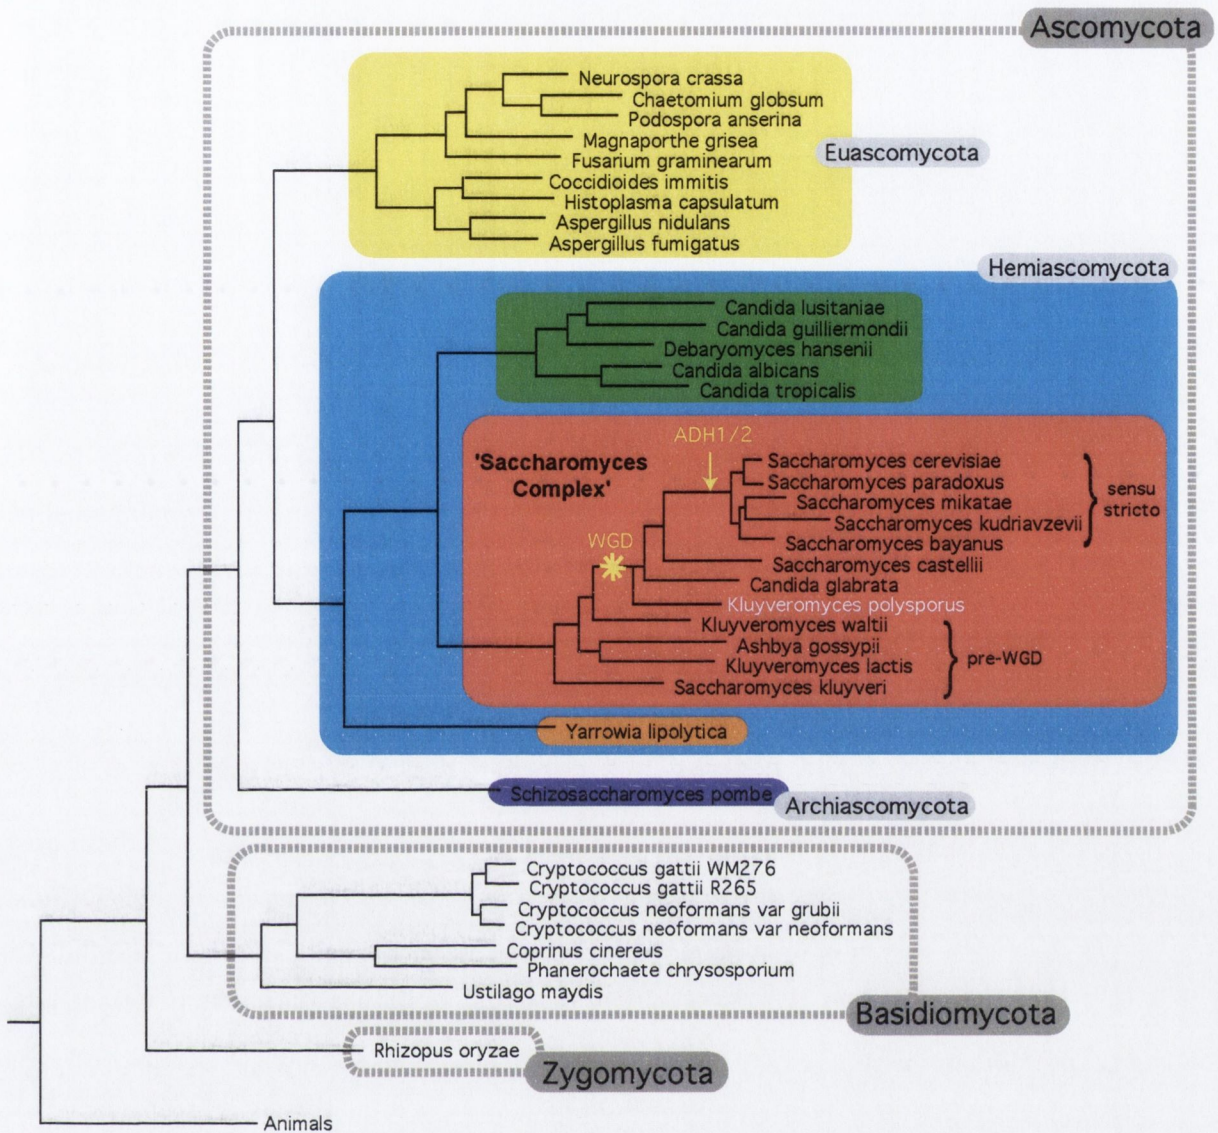 Ascomycota
Neurospora crassa
Chaetomium globsum
Podospora anserina
Magnaporthe grisea
Euascomycota
Fusarium graminearum
Coccidioides immitis
Histoplasma capsulatum
Aspergillus nidulans
Aspergillus fumigatus
Hemiascomycota
Candida lusitaniae
Candida guilliermondii
Debaryomyces hansenii
Candida albicans
Candida tropicalis
ADH1/2
'Saccharomyces
Complex'
Saccharomyces cerevisiae
Saccharomyces paradoxus
Saccharomyces mikatae
Saccharomyces kudriavzevii
Saccharomyces bayanus
sensu
stricto
WGD
Saccharomyces castellii
Candida glabrata
Kluyveromyces polysporus
Kluyveromyces waltii
Ashbya gossypii
Kluyveromyces lactis
Saccharomyces kluyveri
pre-WGD
Yarrowia lipolytica
Schizosaccharomyces pombe
Archiascomycota
Cryptococcus gattii WM276
Cryptococcus gattii R265
Cryptococcus neoformans var grubii
Cryptococcus neoformans var neoformans
Coprinus cinereus
Phanerochaete chrysosporium
Ustilago maydis
Basidiomycota
Rhizopus oryzae
Zygomycota
Animals